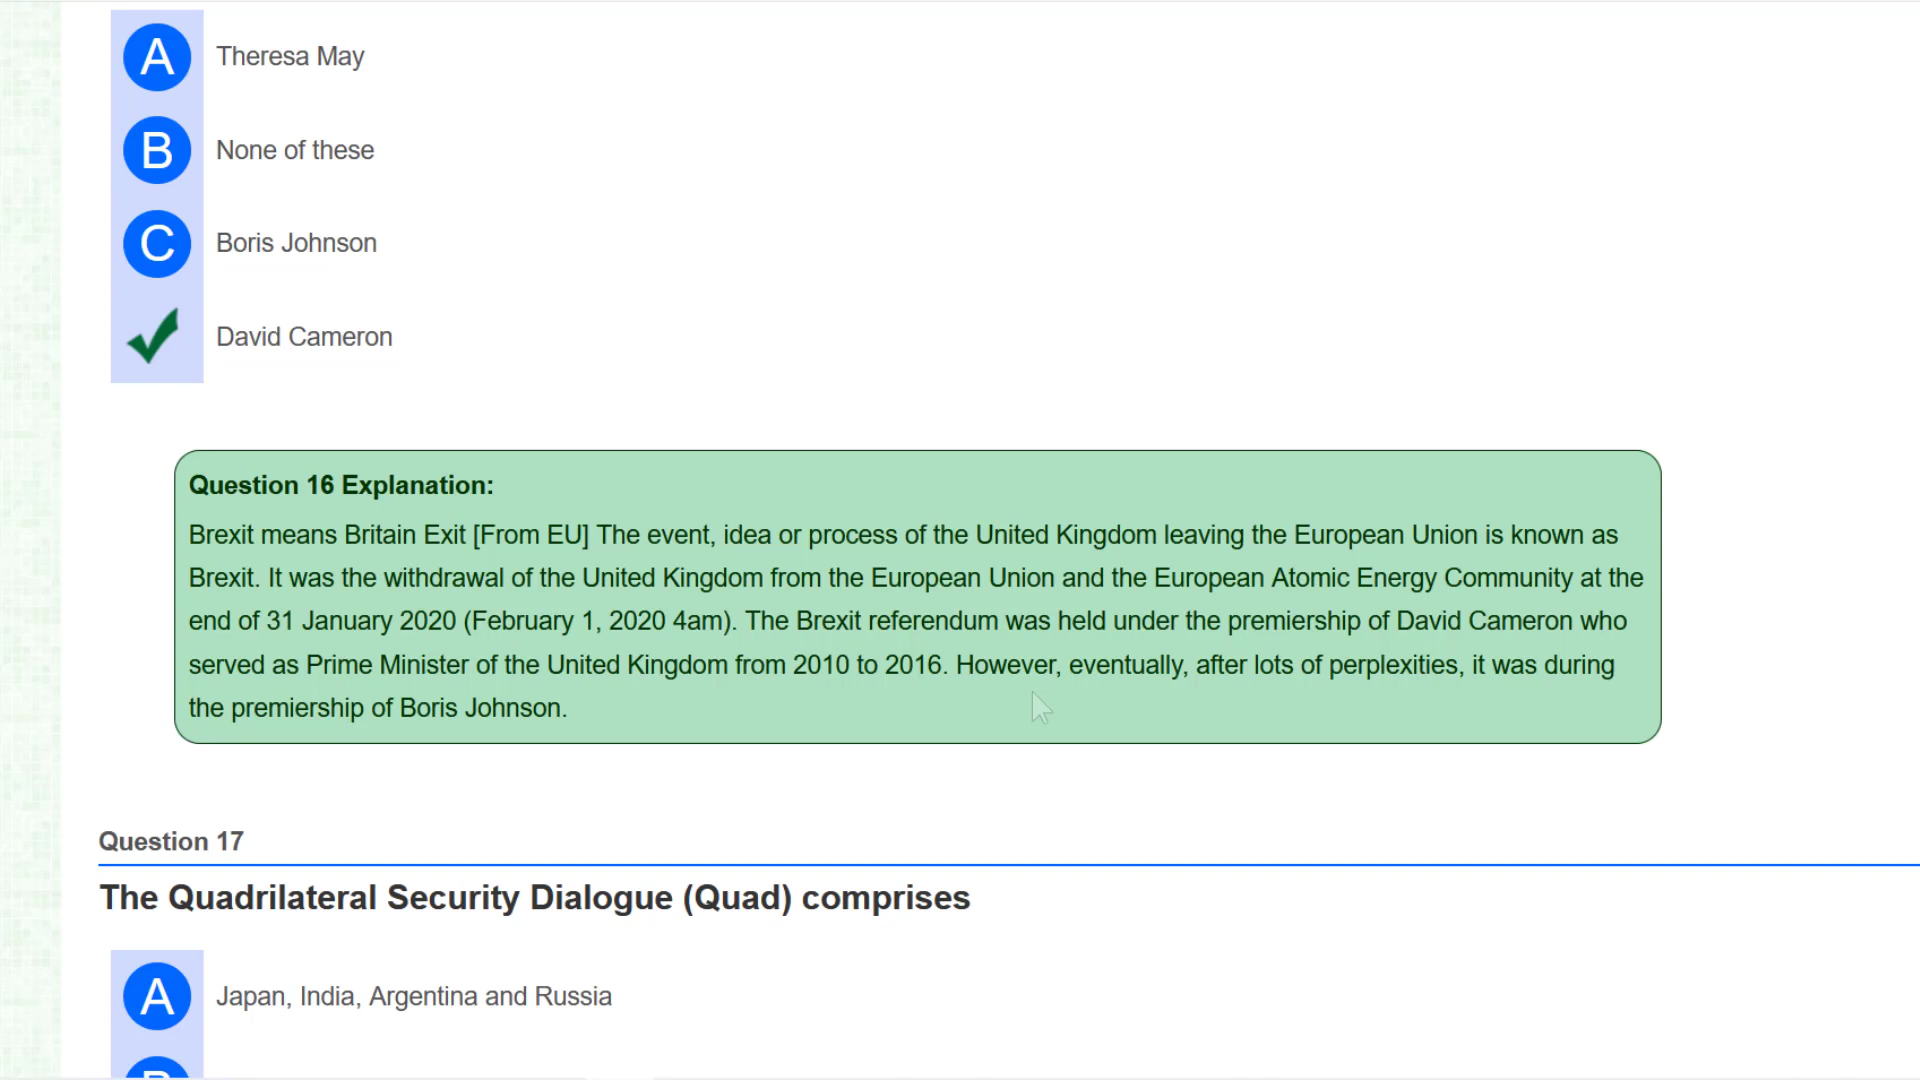 A Theresa May
B None of these
C Boris Johnson
David Cameron
Question 16 Explanation:
Brexit means Britain Exit [From EU] The event, idea or process of the United Kingdom leaving the European Union is known as
Brexit. It was the withdrawal of the United Kingdom from the European Union and the European Atomic Energy Community at the
end of 31 January 2020 (February 1, 2020 4am). The Brexit referendum was held under the premiership of David Cameron who
served as Prime Minister of the United Kingdom from 2010 to 2016. However, eventually, after lots of perplexities, it was during
the premiership of Boris Johnson.
Question 17
The Quadrilateral Security Dialogue (Quad) comprises
A Japan, India, Argentina and Russia